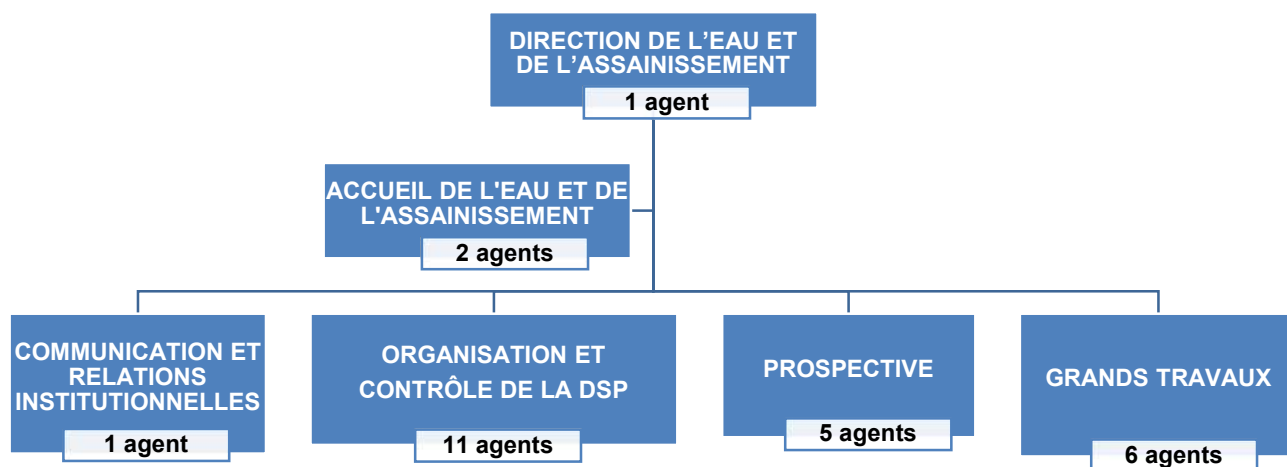 DIRECTION DE L’EAU ET
DE L’ASSAINISSEMENT
1 agent
ACCUEIL DE L'EAU ET DE
L'ASSAINISSEMENT
2 agents
COMMUNICATION ET
RELATIONS
INSTITUTIONNELLES
1 agent
ORGANISATION ET
CONTRÔLE DE LA DSP
11 agents
PROSPECTIVE
5 agents
GRANDS TRAVAUX
6 agents